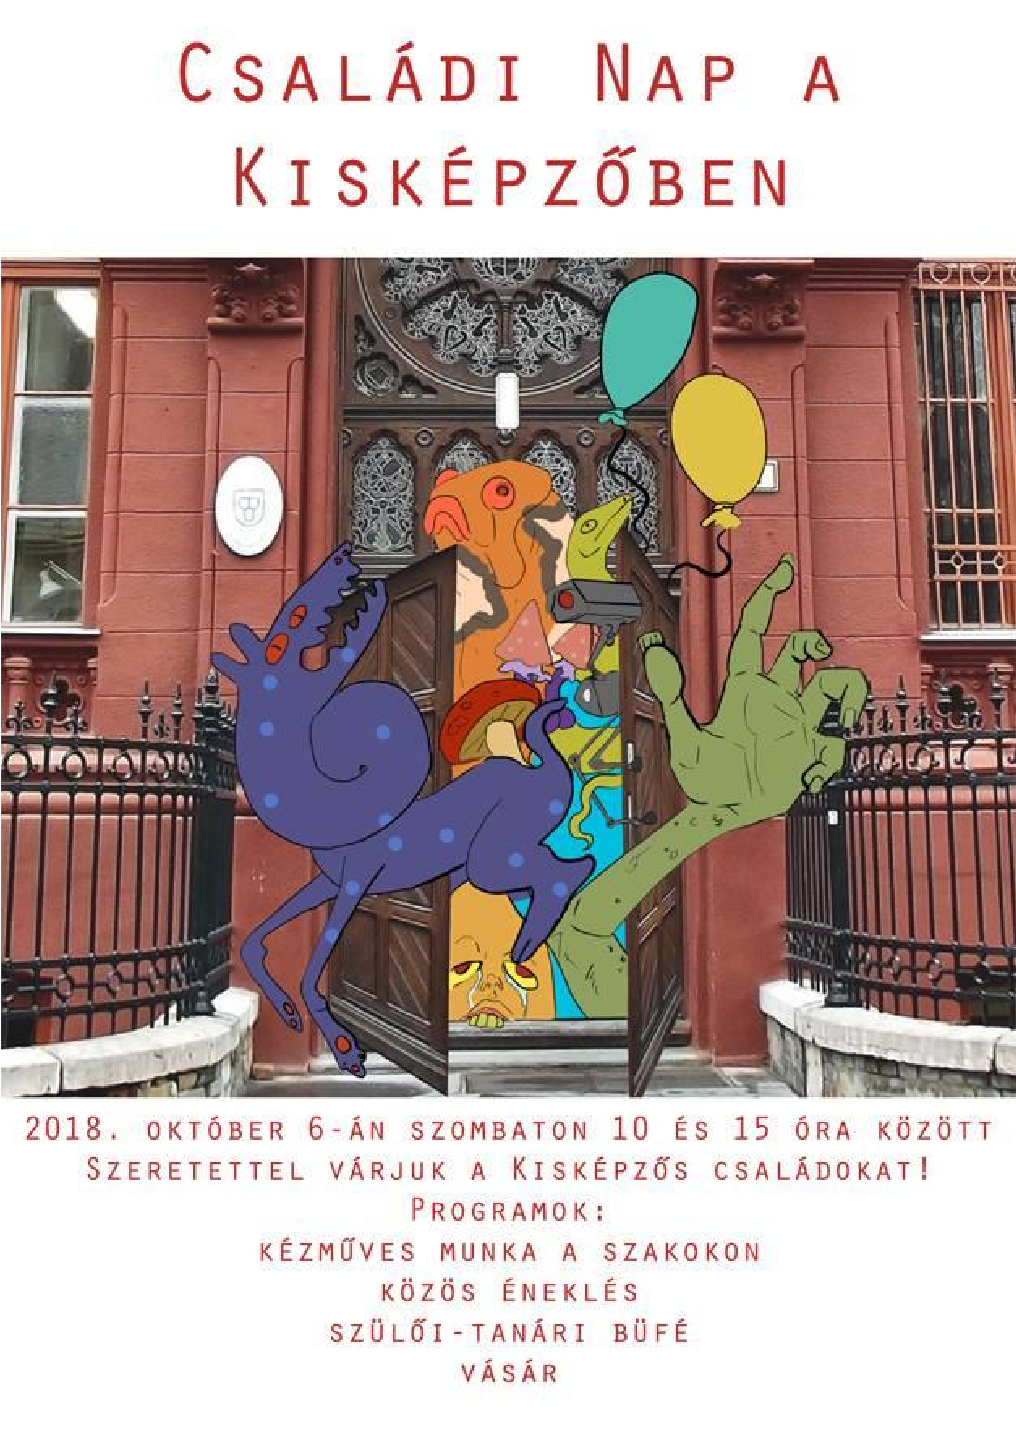 Családi Nap a
Kisképzőben
2018. október 6-án szombaton 10 és 15 óra között
Szeretettel várjuk a Kisképzős családokat!
Programok:
kézműves munka a szakokon
közös éneklés
szülői-tanári büfé
vásár